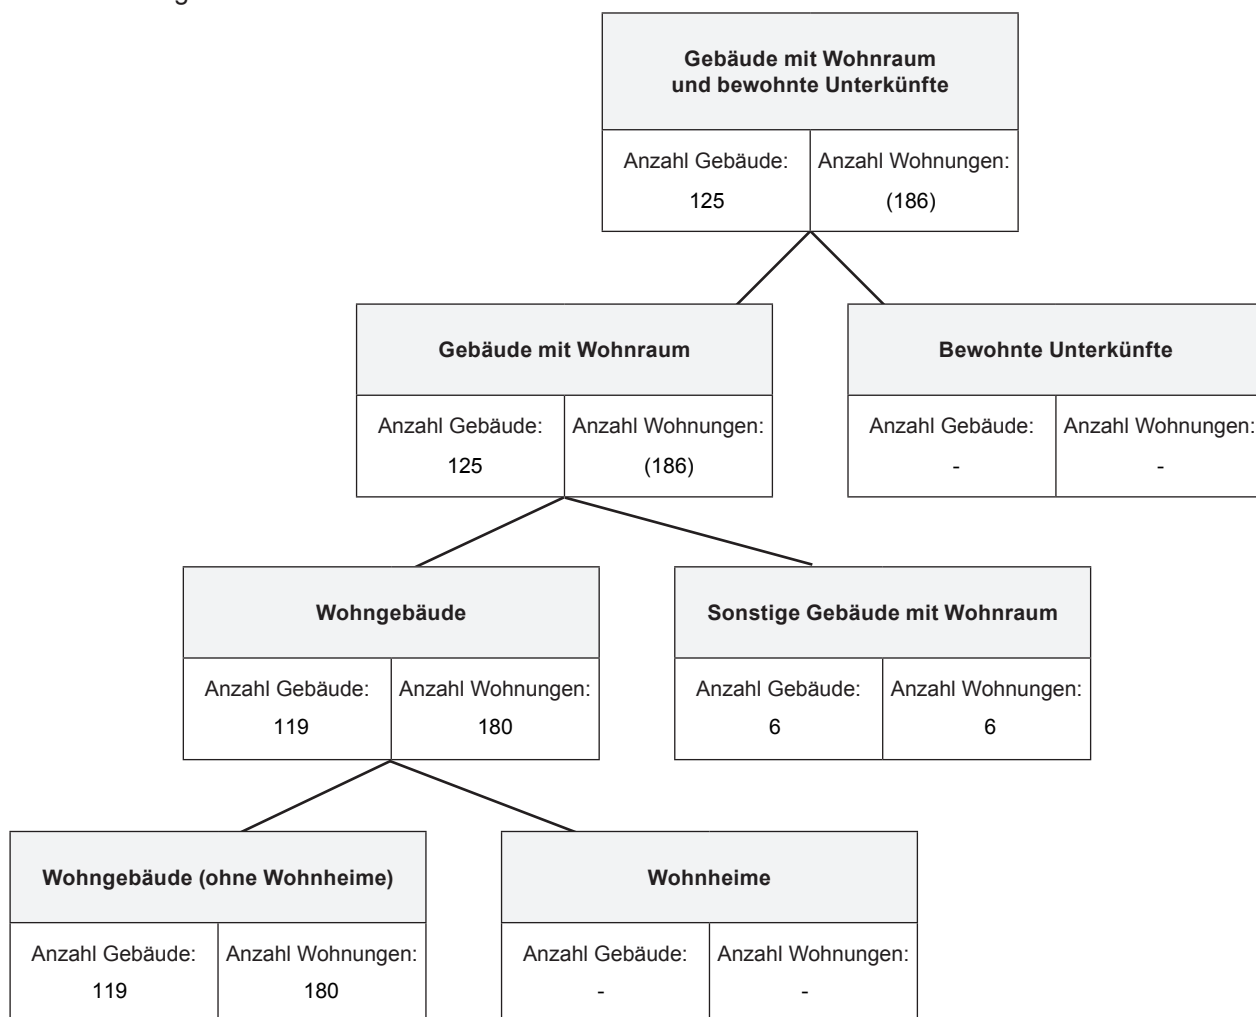 Gebäude mit Wohnraum
und bewohnte Unterkünfte
Anzahl Gebäude: Anzahl Wohnungen:
125 (186)
Gebäude mit Wohnraum
Bewohnte Unterkünfte
Anzahl Gebäude: Anzahl Wohnungen:
125 (186)
Anzahl Gebäude: Anzahl Wohnungen:
- -
Wohngebäude
Sonstige Gebäude mit Wohnraum
Anzahl Gebäude: Anzahl Wohnungen:
119 180
Anzahl Gebäude: Anzahl Wohnungen:
6 6
Wohngebäude (ohne Wohnheime)
Wohnheime
Anzahl Gebäude: Anzahl Wohnungen:
119 180
Anzahl Gebäude: Anzahl Wohnungen:
- -